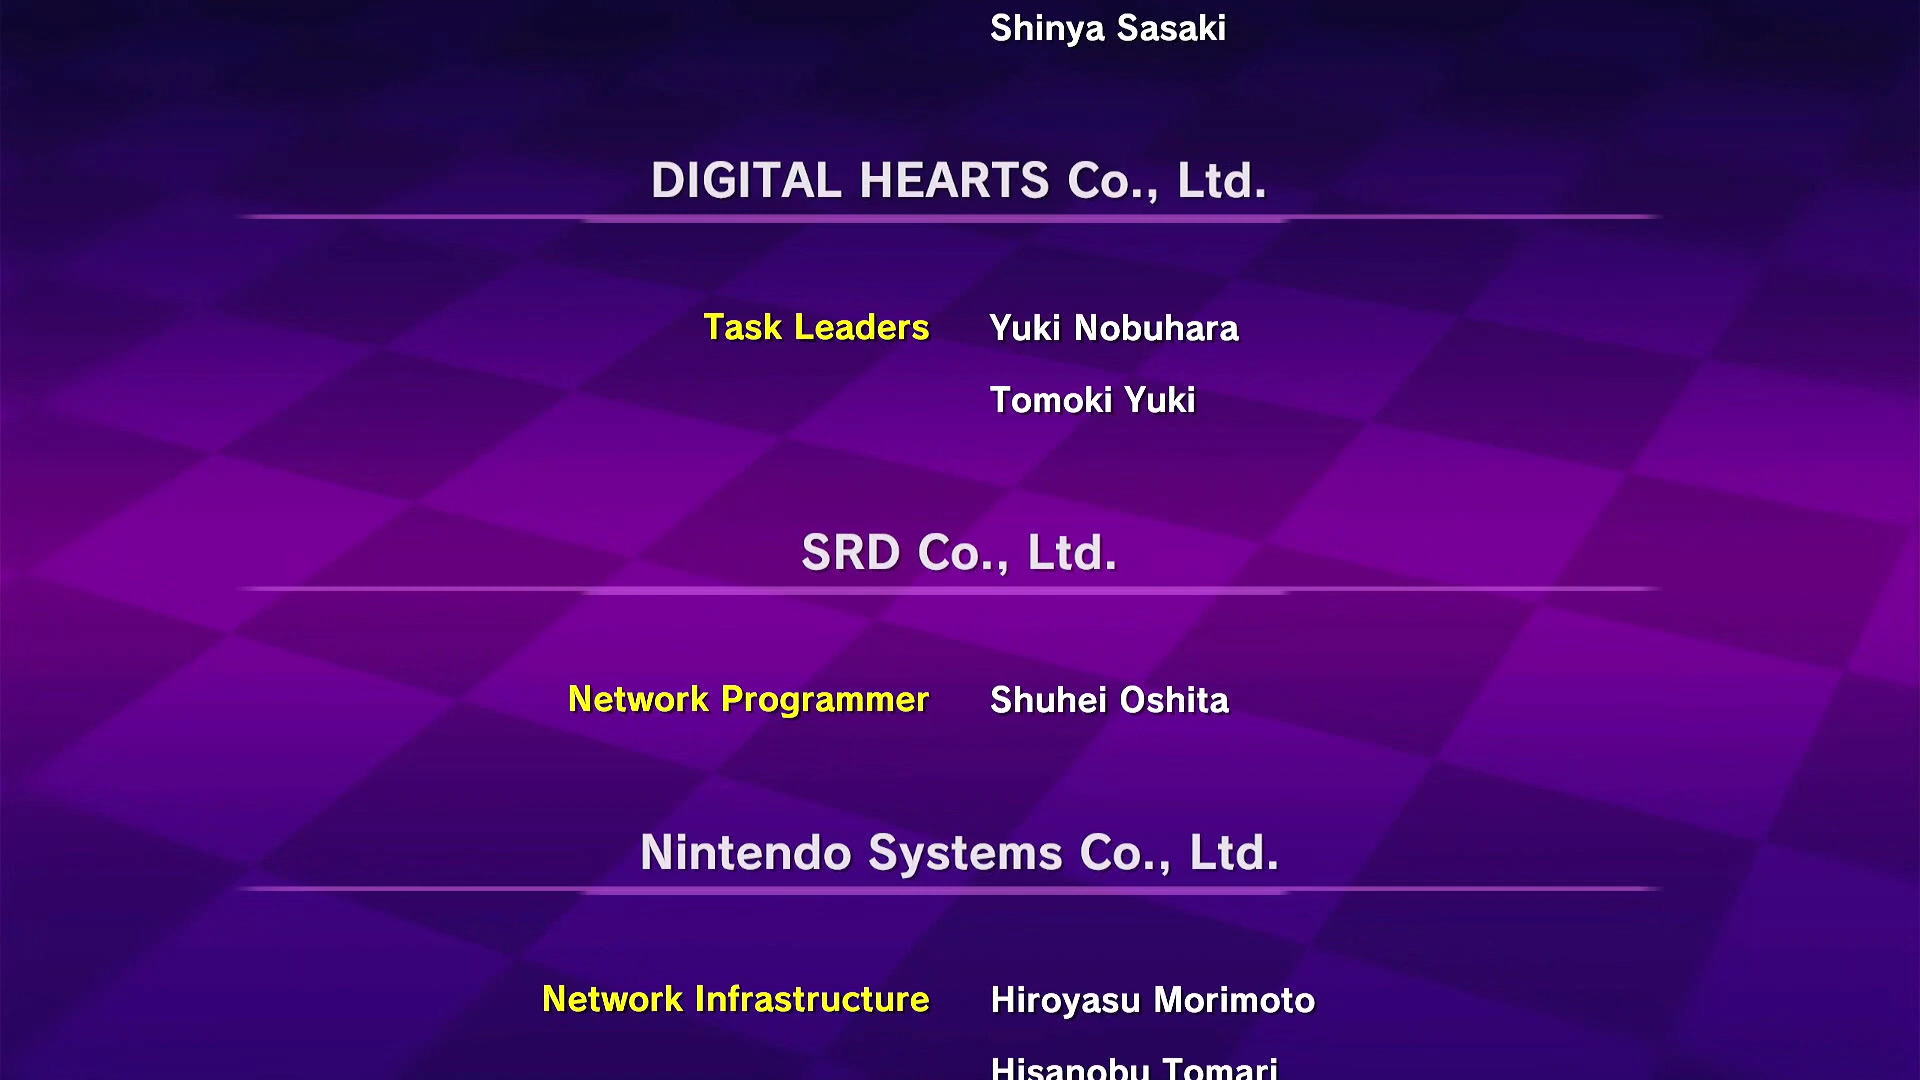 Shinya Sasaki
DIGITAL HEARTS Co., Ltd.
Task Leaders Yuki Nobuhara
Tomoki Yuki
SRD Co., Ltd.
Network Programmer Shuhei Oshita
Nintendo Systems Co., Ltd.
Network Infrastructure Hiroyasu Morimoto
Hisanobu Tomari